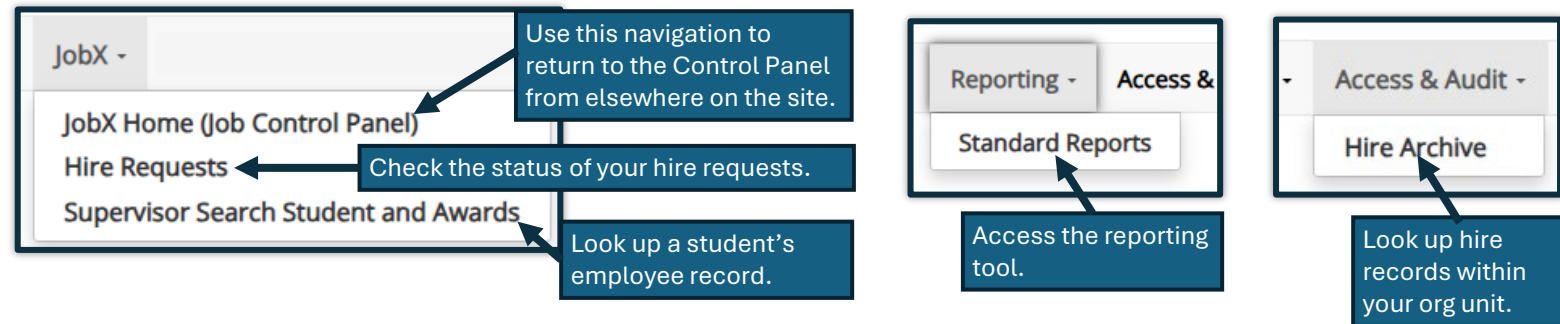 JobX -
Use this navigation to
return to the Control Panel
from elsewhere on the site.
JobX Home (Job Control Panel)
Hire Requests
Check the status of your hire requests.
Supervisor Search Student and Awards
Look up a student’s
employee record.
Reporting -
Access &
Standard Reports
Access the reporting
tool.
- Access & Audit -
Hire Archive
Look up hire
records within
your org unit.